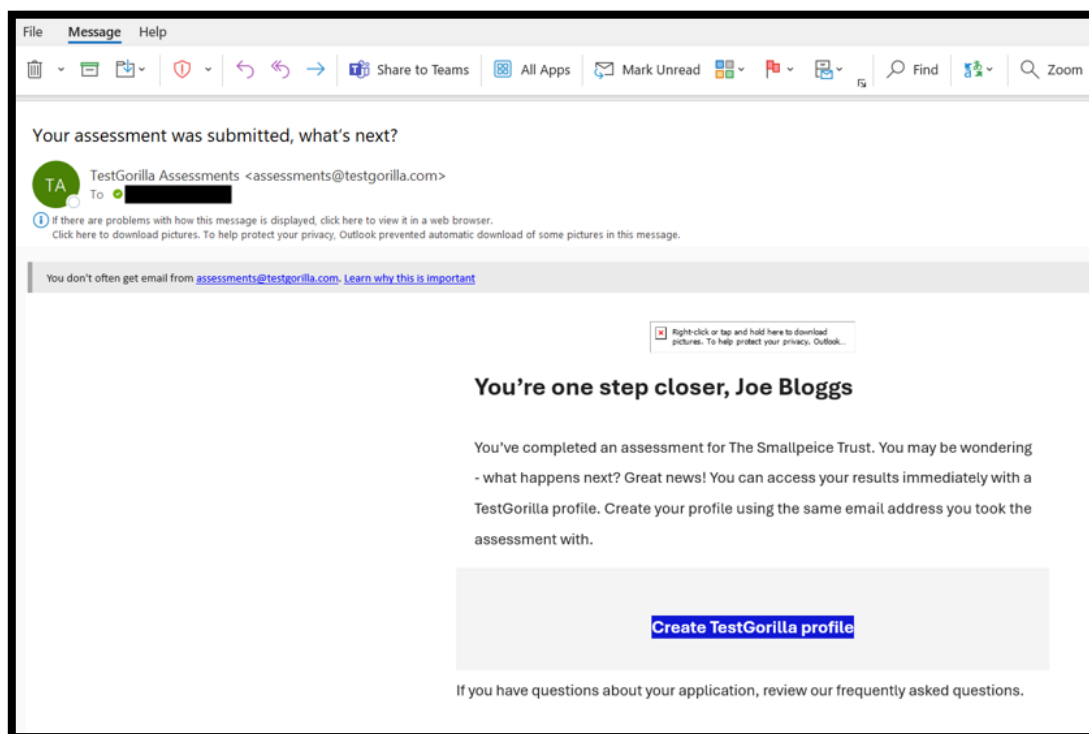 File Message Help
Share to Teams All Apps Mark Unread Find Zoom
Your assessment was submitted, what's next?
TA
TestGorilla Assessments <assessments@testgorilla.com>
To
If there are problems with how this message is displayed, click here to view it in a web browser.
Click here to download pictures. To help protect your privacy, Outlook prevented automatic download of some pictures in this message.
You don't often get email from assessments@testgorilla.com. Learn why this is important
Right-click or tap and hold here to download
pictures. To help protect your privacy, Outlook...
You're one step closer, Joe Bloggs
You've completed an assessment for The Smallpeice Trust. You may be wondering
- what happens next? Great news! You can access your results immediately with a
TestGorilla profile. Create your profile using the same email address you took the
assessment with.
Create TestGorilla profile
If you have questions about your application, review our frequently asked questions.